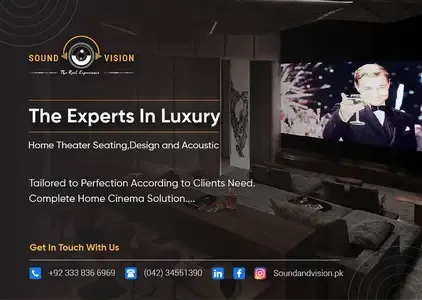 SOUND VISION
The Real Experience
The Experts In Luxury
Home Theater Seating,Design and Acoustic
Tailored to Perfection According to Clients Need.
Complete Home Cinema Solution....
Get In Touch With Us
+92 333 836 6969 (042) 34551390 in f Soundandvision.pk